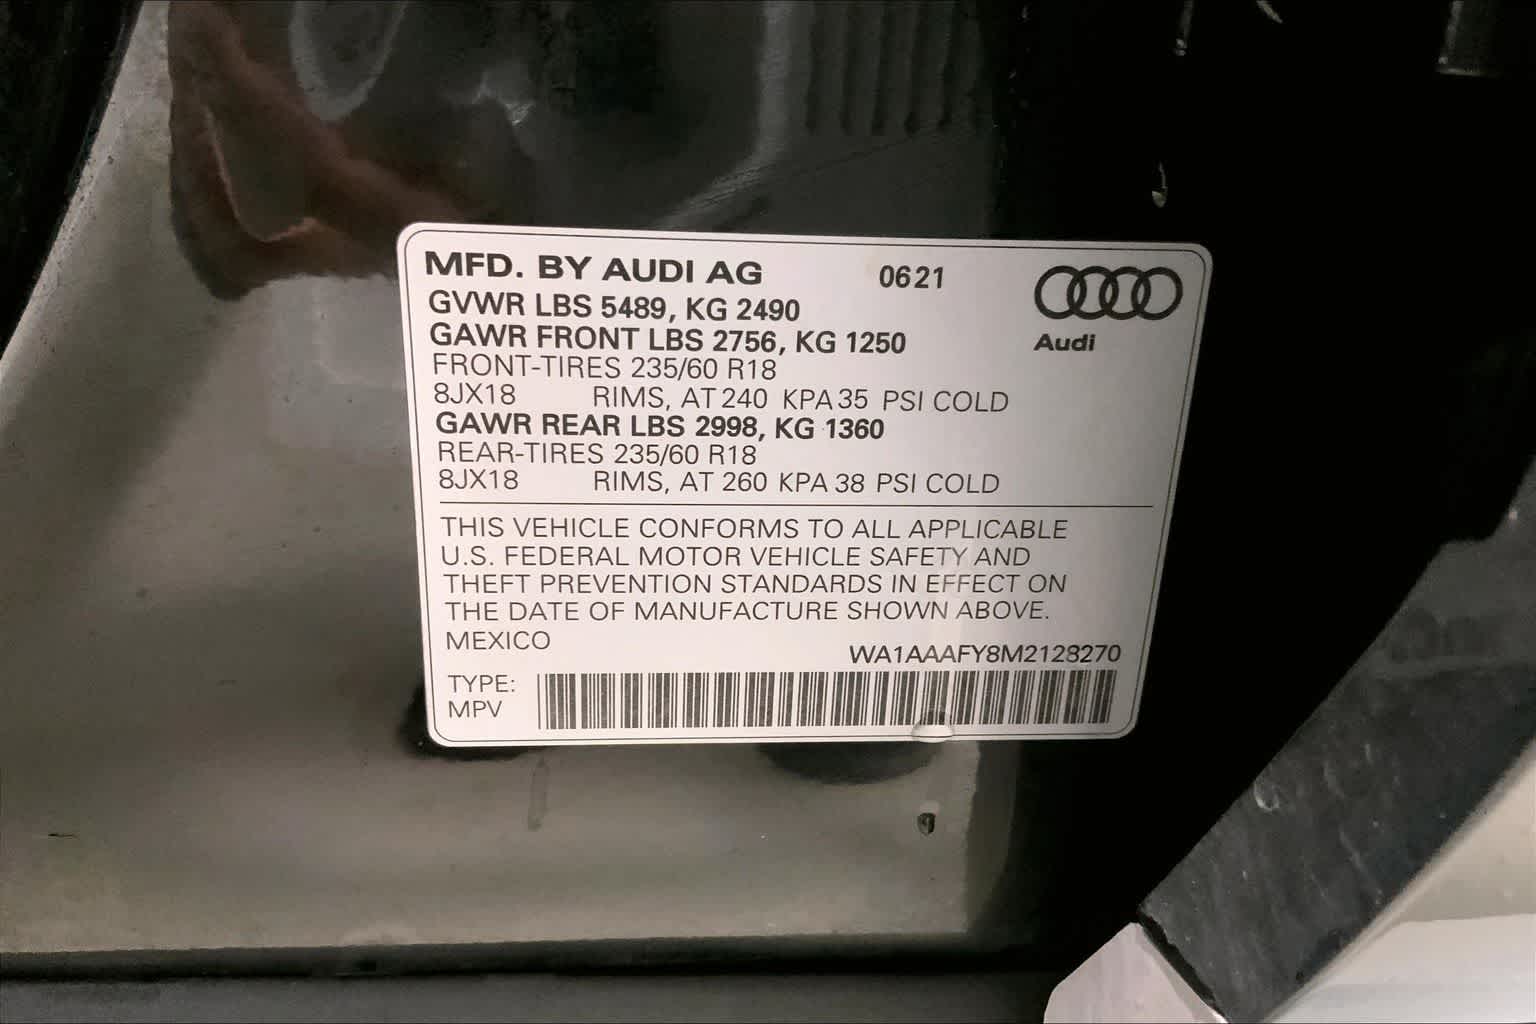 MFD. BY AUDI AG 0621
GVWR LBS 5489, KG 2490
GAWR FRONT LBS 2756, KG 1250
Audi
FRONT-TIRES 235/60 R18
8JX18 RIMS, AT 240 KPA 35 PSI COLD
GAWR REAR LBS 2998, KG 1360
REAR-TIRES 235/60 R18
8JX18 RIMS, AT 260 KPA 38 PSI COLD
THIS VEHICLE CONFORMS TO ALL APPLICABLE
U.S. FEDERAL MOTOR VEHICLE SAFETY AND
THEFT PREVENTION STANDARDS IN EFFECT ON
THE DATE OF MANUFACTURE SHOWN ABOVE.
MEXICO
WA1AAAFY8M2128270
TYPE:
MPV